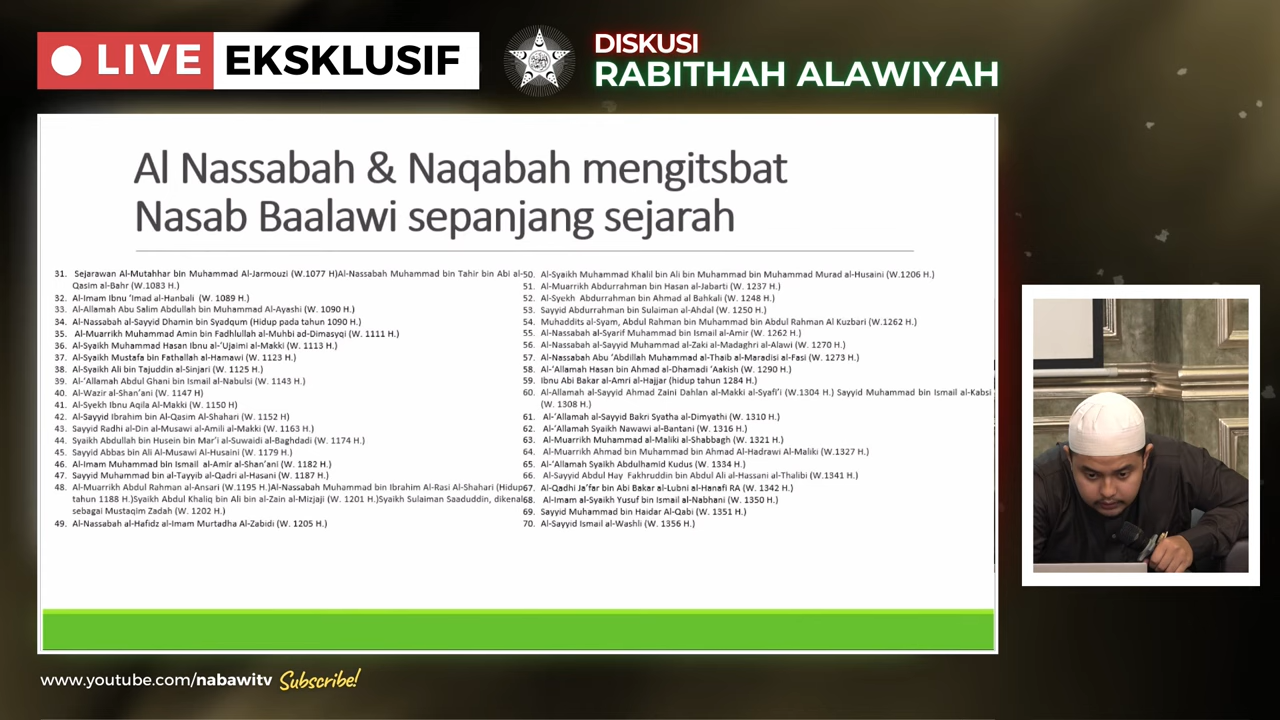 LIVE EKSKLUSIF
DISKUSI
RABITHAH ALAWIYAH
Al Nassabah & Naqabah mengitsbat
Nasab Baalawi sepanjang sejarah
31. Sejarawan Al-Mutahhar bin Muhammad Al-Jarmouzi (W.1077 H)Al-Nassabah Muhammad bin Tahir bin Abi al-
Qasim al-Bahr (W.1083 H.)
32. Al-Imam Ibnu 'Imad al-Hanbali (W. 1089 H.)
33. Al-Allamah Abu Salim Abdullah bin Muhammad Al-Ayashi (W. 1090 H.)
34. Al-Nassabah al-Sayyid Dhamin bin Syadqum (Hidup pada tahun 1090 H.)
35. Al-Muarrikh Muhammad Amin bin Fadhlullah al-Muhbi ad-Dimasyqi (W. 1111 H.)
36. Al-Syaikh Muhammad Hasan Ibnu al-'Ujaimi al-Makki (W. 1113 H.)
37. Al-Syaikh Mustafa bin Fathallah al-Hamawi (W. 1123 H.)
38. Al-Syaikh Ali bin Tajuddin al-Sinjari (W. 1125 H.)
39. Al-'Allamah Abdul Ghani bin Ismail al-Nabulsi (W. 1143 H.)
40. Al-Wazir al-Shan'ani (W. 1147 H)
41. Al-Syekh Ibnu Aqila Al-Makki (W. 1150 H)
42. Al-Sayyid Ibrahim bin Al-Qasim Al-Shahari (W. 1152 H)
43. Sayyid Radhi al-Din al-Musawi al-Amili al-Makki (W. 1163 H.)
44. Syaikh Abdullah bin Husein bin Mar'i al-Suwaidi al-Baghdadi (W. 1174 H.)
45. Sayyid Abbas bin Ali Al-Musawi Al-Husaini (W. 1179 H.)
46. Al-Imam Muhammad bin Ismail al-Amir al-Shan'ani (W. 1182 H.)
47. Sayyid Muhammad bin al-Tayyib al-Qadri al-Hasani (W. 1187 H.)
48. Al-Muarrikh Abdul Rahman al-Ansari (W.1195 H.)Al-Nasabah Muhammad bin Ibrahim Al-Rasi Al-Shahari (Hidup
tahun 1188 H.)Syaikh Abdul Khaliq bin Ali bin al-Zain al-Mizjaji (W. 1201 H.)Syaikh Sulaiman Saaduddin, dikenal
sebagai Mustaqim Zadah (W. 1202 H.)
49. Al-Nassabah al-Hafidz al-Imam Murtadha Al-Zabidi (W. 1205 H.)
50. Al-Syaikh Muhammad Khalil bin Ali bin Muhammad bin Muhammad Murad al-Husaini (W.1206 H.)
51. Al-Muarrikh Abdurrahman bin Hasan al-Jabarti (W. 1237 H.)
52. Al-Syekh Abdurrahman bin Ahmad al Bahkali (W. 1248 H.)
53. Sayyid Abdurrahman bin Sulaiman al-Ahdal (W. 1250 H.)
54. Muhaddits al-Syam, Abdul Rahman bin Muhammad bin Abdul Rahman Al Kuzbari (W.1262 H.)
55. Al-Nassabah al-Syarif Muhammad bin Ismail al-Amir (W. 1262 H.)
56. Al-Nassabah al-Sayyid Muhammad al-Zaki al-Madaghri al-Alawi (W. 1270 H.)
57. Al-Nassabah Abu 'Abdillah Muhammad al-Thaib al-Maradisi al-Fasi (W. 1273 H.)
58. Al-'Allamah Hasan bin Ahmad al-Dhamadi 'Aakish (W. 1290 H.)
59. Ibnu Abi Bakar al-Amri al-Hajjar (hidup tahun 1284 H.)
60. Al-Allamah al-Sayyid Ahmad Zaini Dahlan al-Makki al-Syafi'i (W.1304 H.) Sayyid Muhammad bin Ismail al-Kabsi
(W. 1308 H.)
61. Al-'Allamah al-Sayyid Bakri Syatha al-Dimyathi (W. 1310 H.)
62. Al-'Allamah Syaikh Nawawi al-Bantani (W. 1316 H.)
63. Al-Muarrikh Muhammad al-Maliki al-Shabbagh (W. 1321 H.)
64. Al-Muarrikh Ahmad bin Muhammad bin Ahmad Al-Hadrawi Al-Maliki (W.1327 H.)
65. Al-'Allamah Syaikh Abdulhamid Kudus (W. 1334 H.)
66. Al-Sayyid Abdul Hay Fakhruddin bin Abdul Ali al-Hassani al-Thalibi (W.1341 H.)
67. Al-Qadhi Ja'far bin Abi Bakar al-Lubni al-Hanafi RA (W. 1342 H.)
68. Al-Imam al-Syaikh Yusuf bin Ismail al-Nabhani (W. 1350 H.)
69. Sayyid Muhammad bin Haidar Al-Qabi (W. 1351 H.)
70. Al-Sayyid Ismail al-Washli (W. 1356 H.)
www.youtube.com/nabawitv Subscribe!